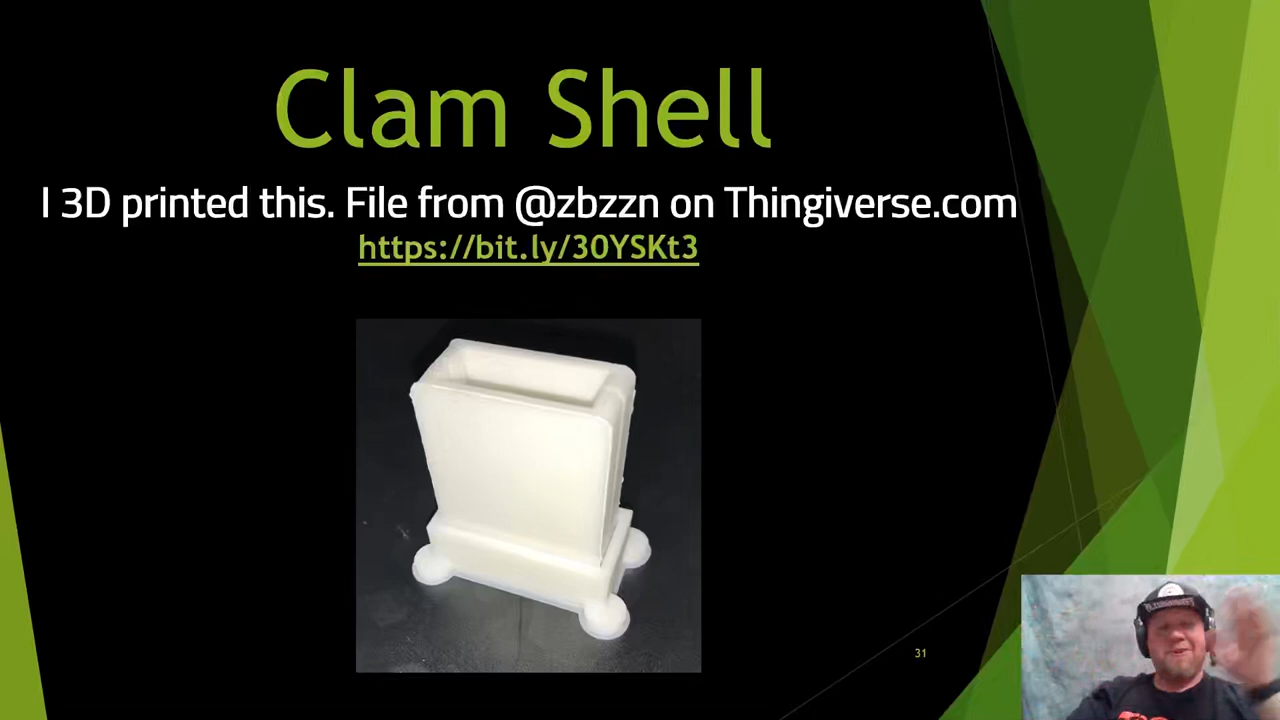 Clam Shell
I 3D printed this. File from @zbzzn on Thingiverse.com
https://bit.ly/30YSKt3
31